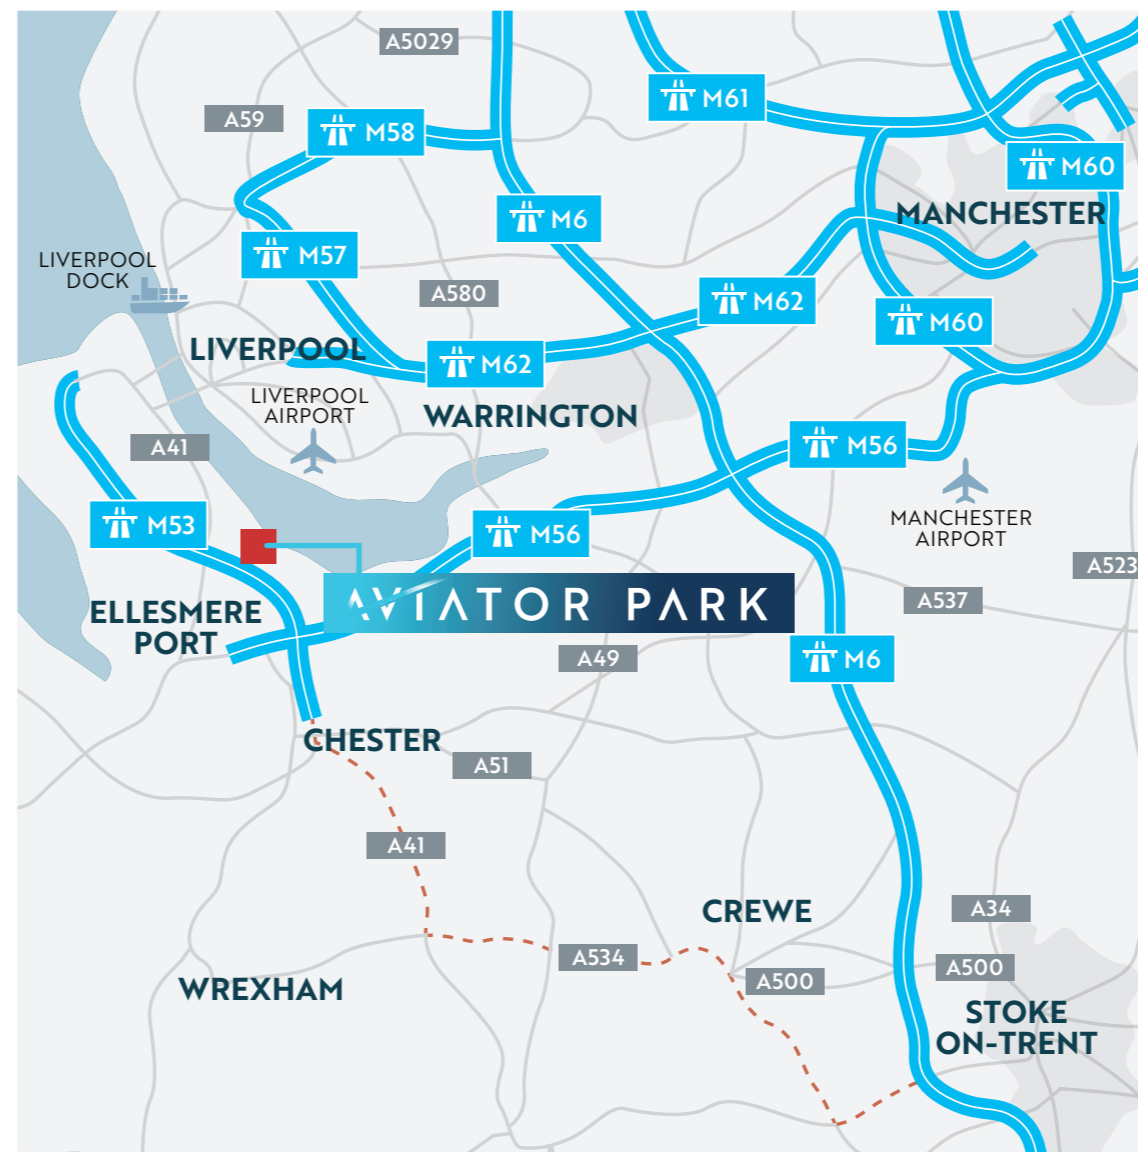 A5029
M61
A59
M58
M60
M6
MANCHESTER
M57
LIVERPOOL
DOCK
A580
M62
M60
LIVERPOOL
M62
LIVERPOOL
AIRPORT
WARRINGTON
A41
M56
M53
M56
MANCHESTER
AIRPORT
A523
AVIATOR PARK
A537
ELLESMERE
PORT
A49
M6
CHESTER
A51
A41
CREWE
A34
A534
A500
A500
WREXHAM
STOKE
ON-TRENT